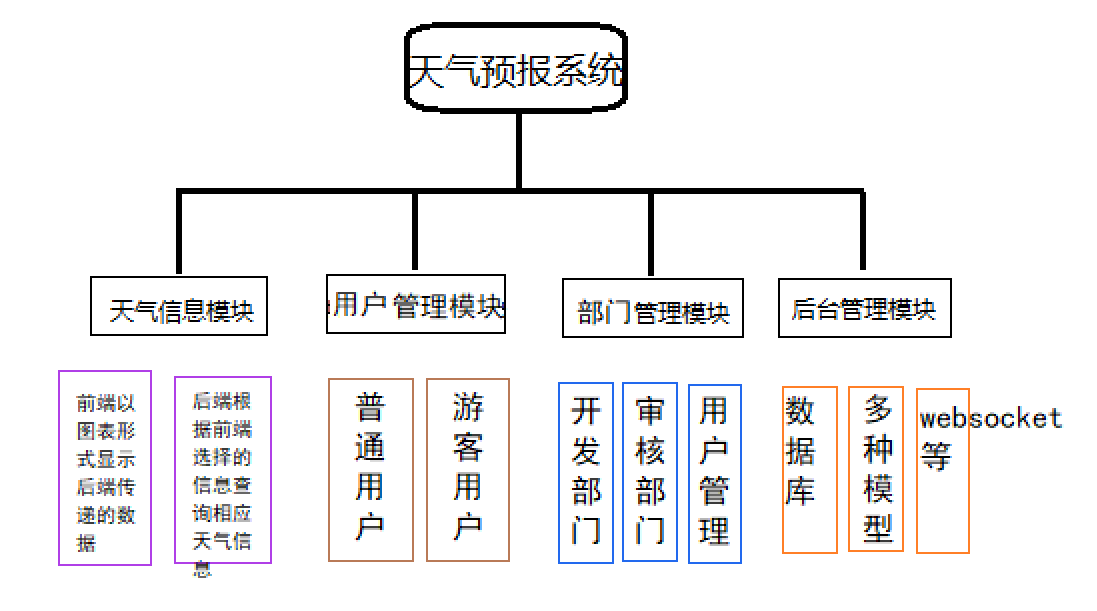 天气预报系统
天气信息模块
用户管理模块
部门管理模块
后台管理模块
前端以
图表形
式显示
后端传
递的数
据
后端根
据前端
选择的
信息查
询相应
天气信
息
普
通
用
户
游
客
用
户
开
发
部
门
审
核
部
门
用
户
管
理
数
据
库
多
种
模
型
websocket
等